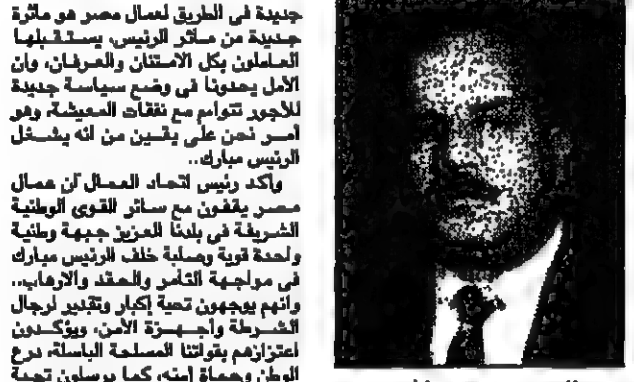 جديدة في الطريق لعمال مصر هو مأثرة
جديدة من مآثر الرئيس، يستقبلها
العاملون بكل الامتنان والعرفان، وان
الأمل يحدونا في وضع سياسة جديدة
للأجور تتواءم مع نفقات المعيشة، وهو
أمر نحن على يقين من أنه يشغل
الرئيس مبارك..
وأكد رئيس اتحاد العمال أن عمال
مصر يقفون مع سائر القوى الوطنية
الشريفة في بلدنا العزيز جبهة وطنية
واحدة قوية وصلبة خلف الرئيس مبارك
في مواجهة التآمر والحقد والارهاب..
وانهم يوجهون تحية إكبار وتقدير لرجال
الشرطة وأجهزة الأمن، ويؤكدون
اعتزازهم بقواتنا المسلحة الباسلة، درع
الوطن وحماة أمنه، كما يرسلون تحية